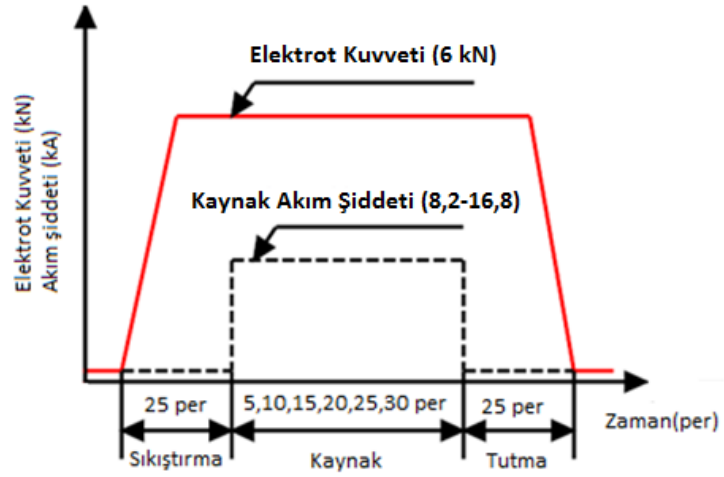 Elektrot Kuvveti (6 kN)
Elektrot Kuvveti (kN)
Akım şiddeti (kA)
Kaynak Akım Şiddeti (8,2-16,8)
25 per
5,10,15,20,25,30 per
25 per
Zaman(per)
Sıkıştırma
Kaynak
Tutma